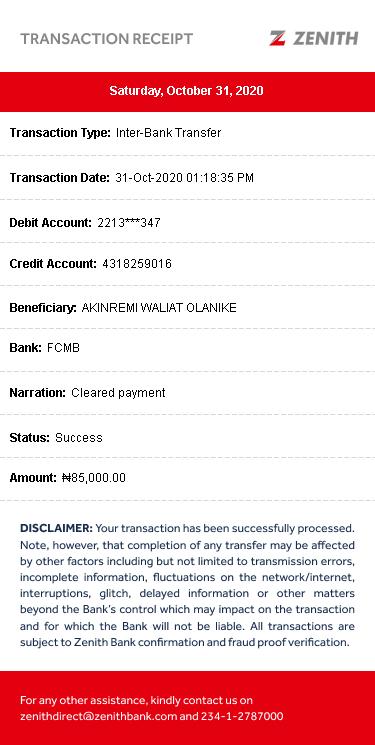 TRANSACTION RECEIPT
ZENITH
Saturday, October 31, 2020
Transaction Type: Inter-Bank Transfer
Transaction Date: 31-Oct-2020 01:18:35 PM
Debit Account: 2213***347
Credit Account: 4318259016
Beneficiary: AKINREMI WALIAT OLANIKE
Bank: FCMB
Narration: Cleared payment
Status: Success
Amount: ₦85,000.00
DISCLAIMER: Your transaction has been successfully processed.
Note, however, that completion of any transfer may be affected
by other factors including but not limited to transmission errors,
incomplete information, fluctuations on the network/internet,
interruptions, glitch, delayed information or other matters
beyond the Bank's control which may impact on the transaction
and for which the Bank will not be liable. All transactions are
subject to Zenith Bank confirmation and fraud proof verification.
For any other assistance, kindly contact us on
zenithdirect@zenithbank.com and 234-1-2787000